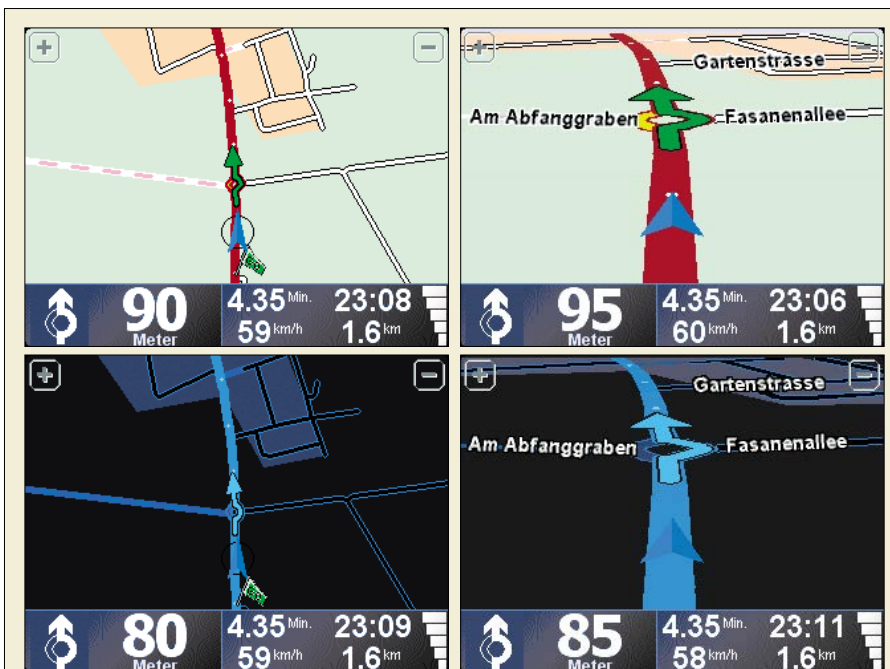 + −
90 4.35 Min. 23:08
Meter 59 km/h 1.6 km
+ −
Gartenstrasse
Am Abfanggraben Fasanenallee
95 4.35 Min. 23:06
Meter 60 km/h 1.6 km
+ −
80 4.35 Min. 23:09
Meter 59 km/h 1.6 km
+ −
Gartenstrasse
Am Abfanggraben Fasanenallee
85 4.35 Min. 23:11
Meter 58 km/h 1.6 km